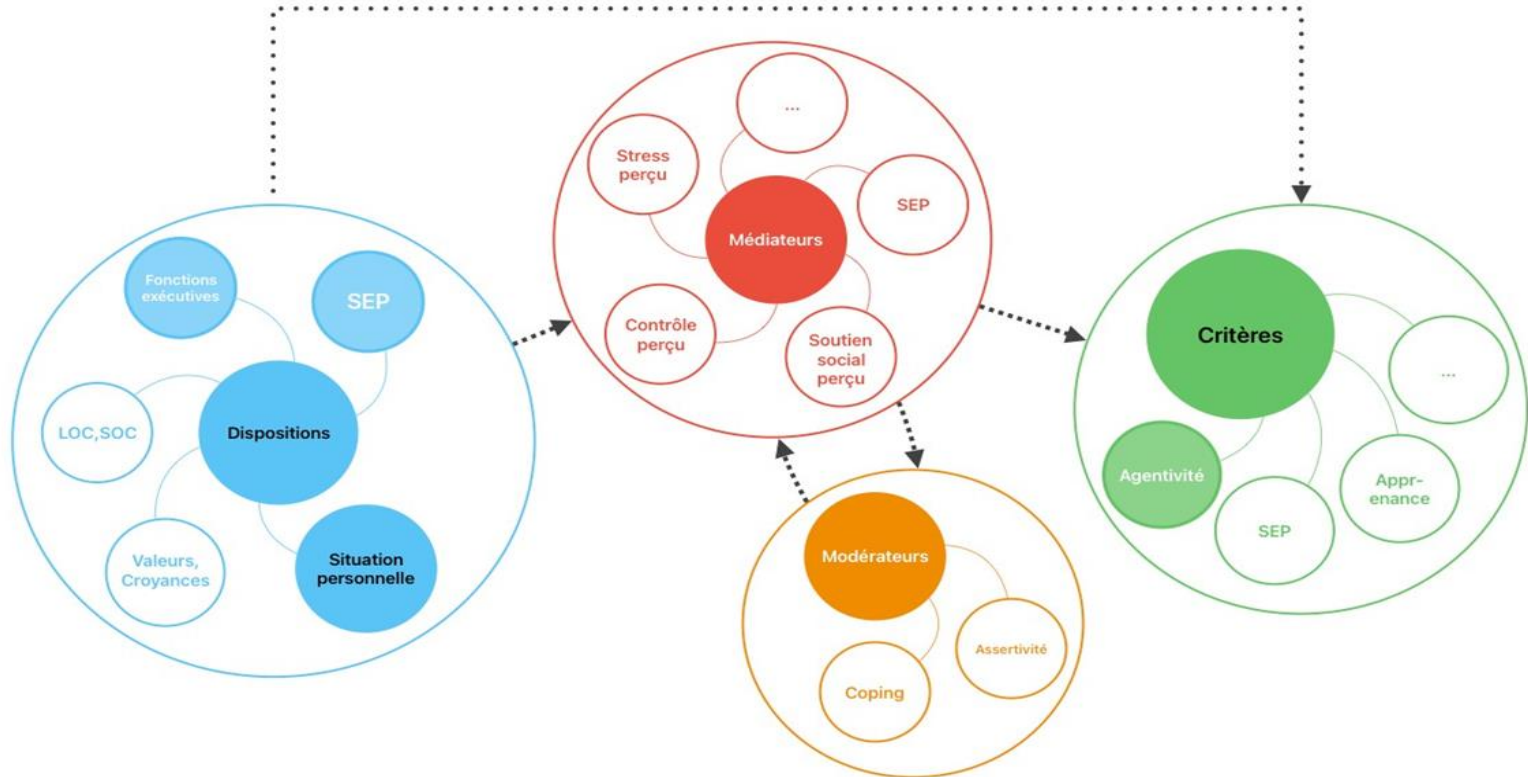 Fonctions
exécutives
SEP
LOC,SOC
Dispositions
Valeurs,
Croyances
Situation
personnelle
...
Stress
perçu
SEP
Médiateurs
Contrôle
perçu
Soutien
social
perçu
Modérateurs
Assertivité
Coping
Critères
...
Agentivité
Appr-
enance
SEP